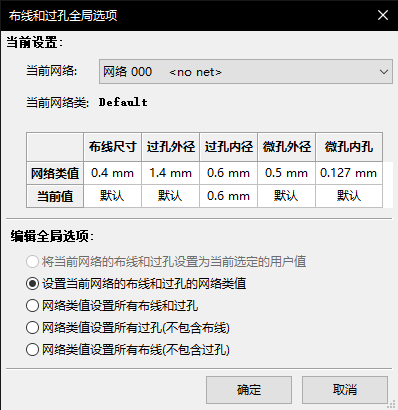 布线和过孔全局选项
当前设置:
当前网络: 网络 000 <no net>
当前网络类: Default
布线尺寸 过孔外径 过孔内径 微孔外径 微孔内孔
网络类值 0.4 mm 1.4 mm 0.6 mm 0.5 mm 0.127 mm
当前值 默认 默认 0.6 mm 默认 默认
编辑全局选项:
将当前网络的布线和过孔设置为当前选定的用户值
设置当前网络的布线和过孔的网络类值
网络类值设置所有布线和过孔
网络类值设置所有过孔(不包含布线)
网络类值设置所有布线(不包含过孔)
确定 取消